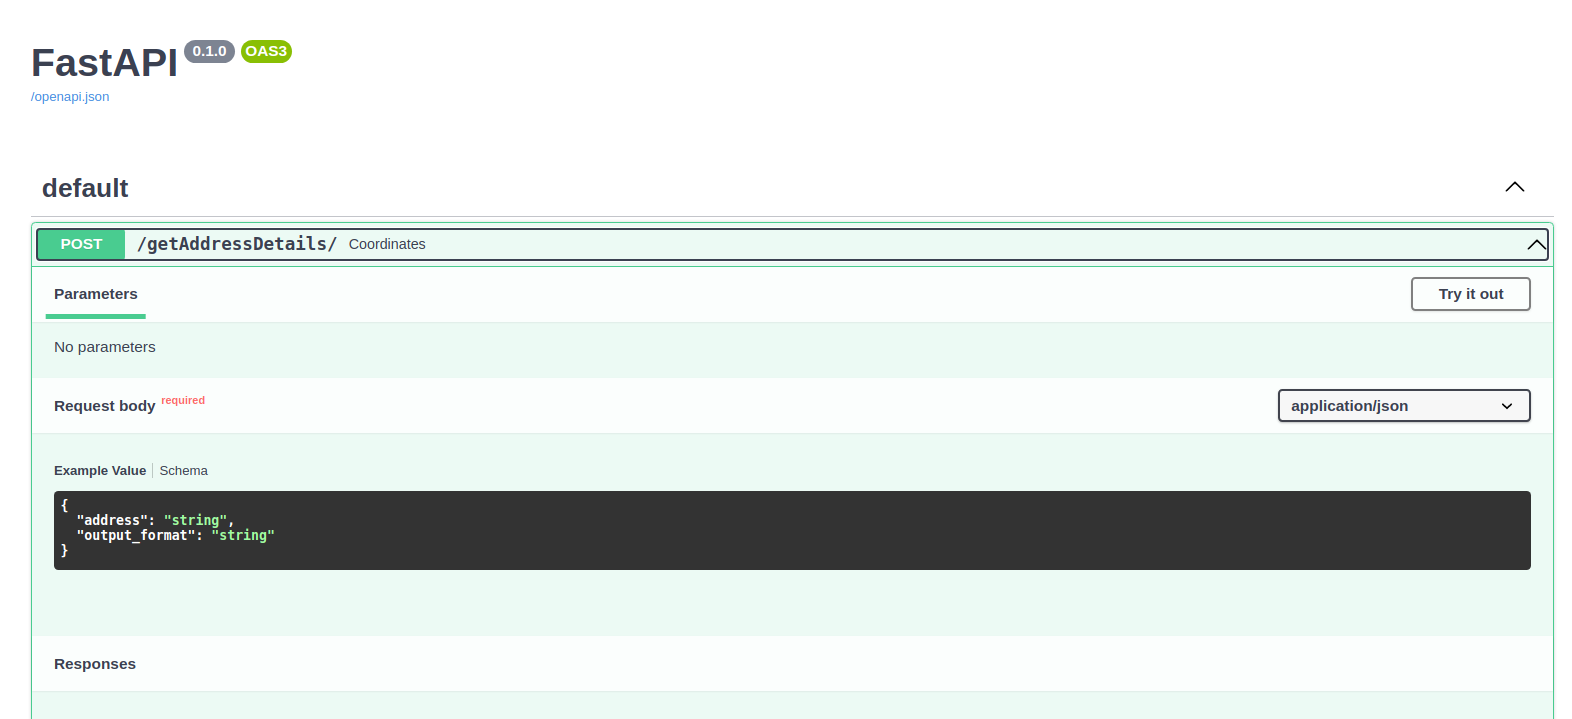 FastAPI 0.1.0 OAS3
/openapi.json
default
POST /getAddressDetails/ Coordinates
Parameters
Try it out
No parameters
Request body required
application/json
Example Value Schema
{
  "address": "string",
  "output_format": "string"
}
Responses